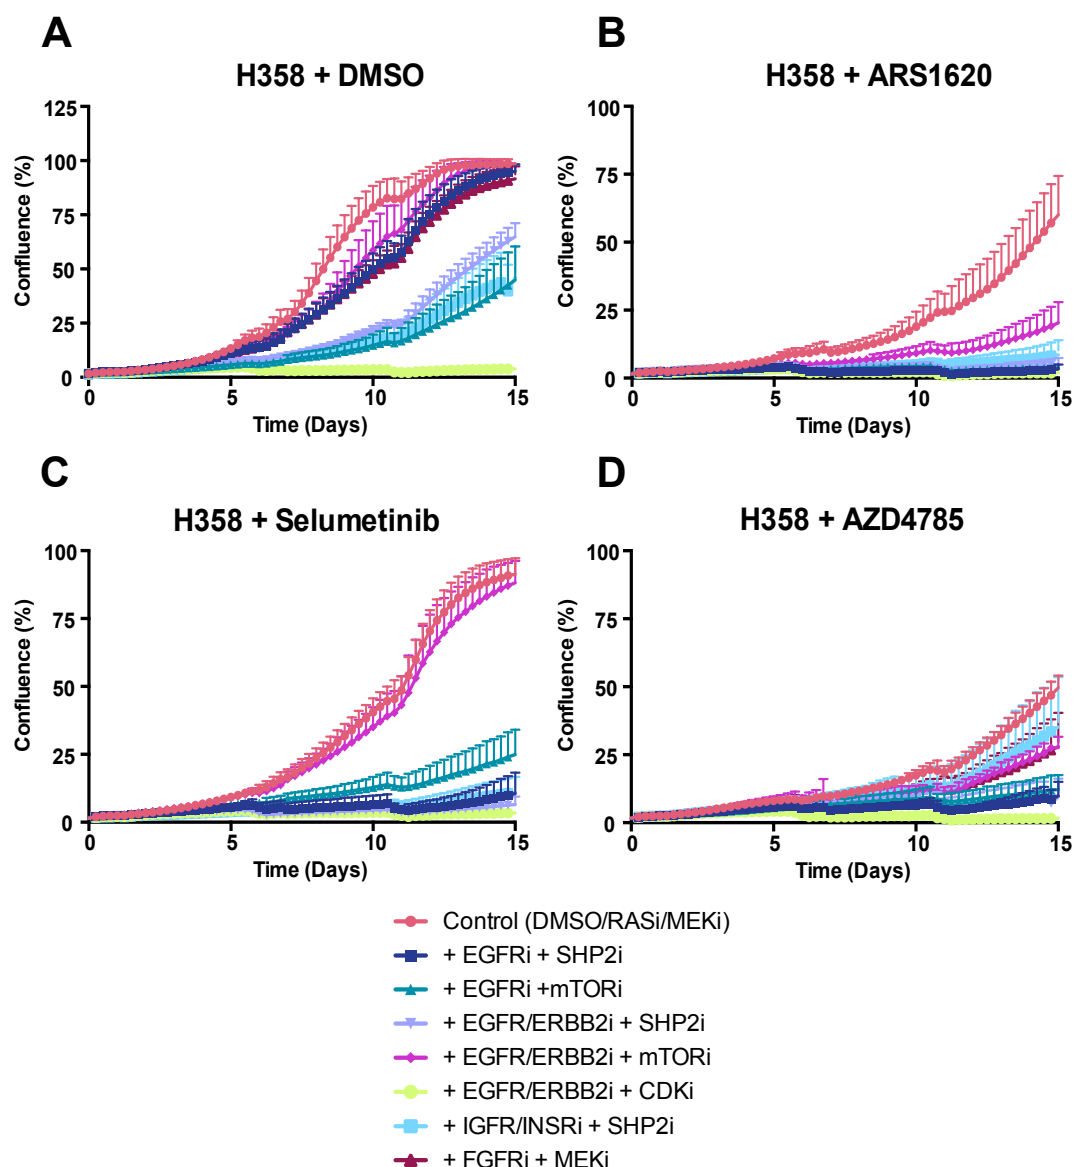 A
B
H358 + DMSO
H358 + ARS1620
125
100
75
50
25
0
Confluence (%)
0
5
10
15
Time (Days)
100
75
50
25
0
Confluence (%)
0
5
10
15
Time (Days)
C
D
H358 + Selumetinib
H358 + AZD4785
100
75
50
25
0
Confluence (%)
0
5
10
15
Time (Days)
100
75
50
25
0
Confluence (%)
0
5
10
15
Time (Days)
Control (DMSO/RASi/MEKi)
+ EGFRi + SHP2i
+ EGFRi +mTORi
+ EGFR/ERBB2i + SHP2i
+ EGFR/ERBB2i + mTORi
+ EGFR/ERBB2i + CDKi
+ IGFR/INSRi + SHP2i
+ FGFRi + MEKi